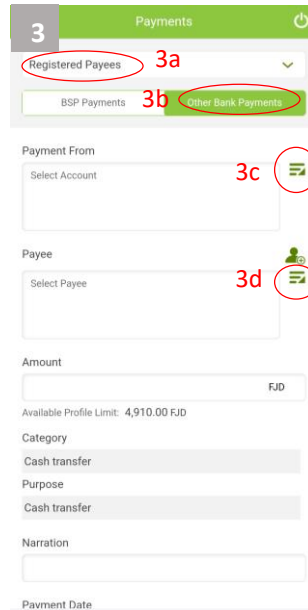 3
Payments
Registered Payees
3a
BSP Payments
3b
Other Bank Payments
Payment From
Select Account
3c
Payee
Select Payee
3d
Amount
FJD
Available Profile Limit: 4,910.00 FJD
Category
Cash transfer
Purpose
Cash transfer
Narration
Payment Date